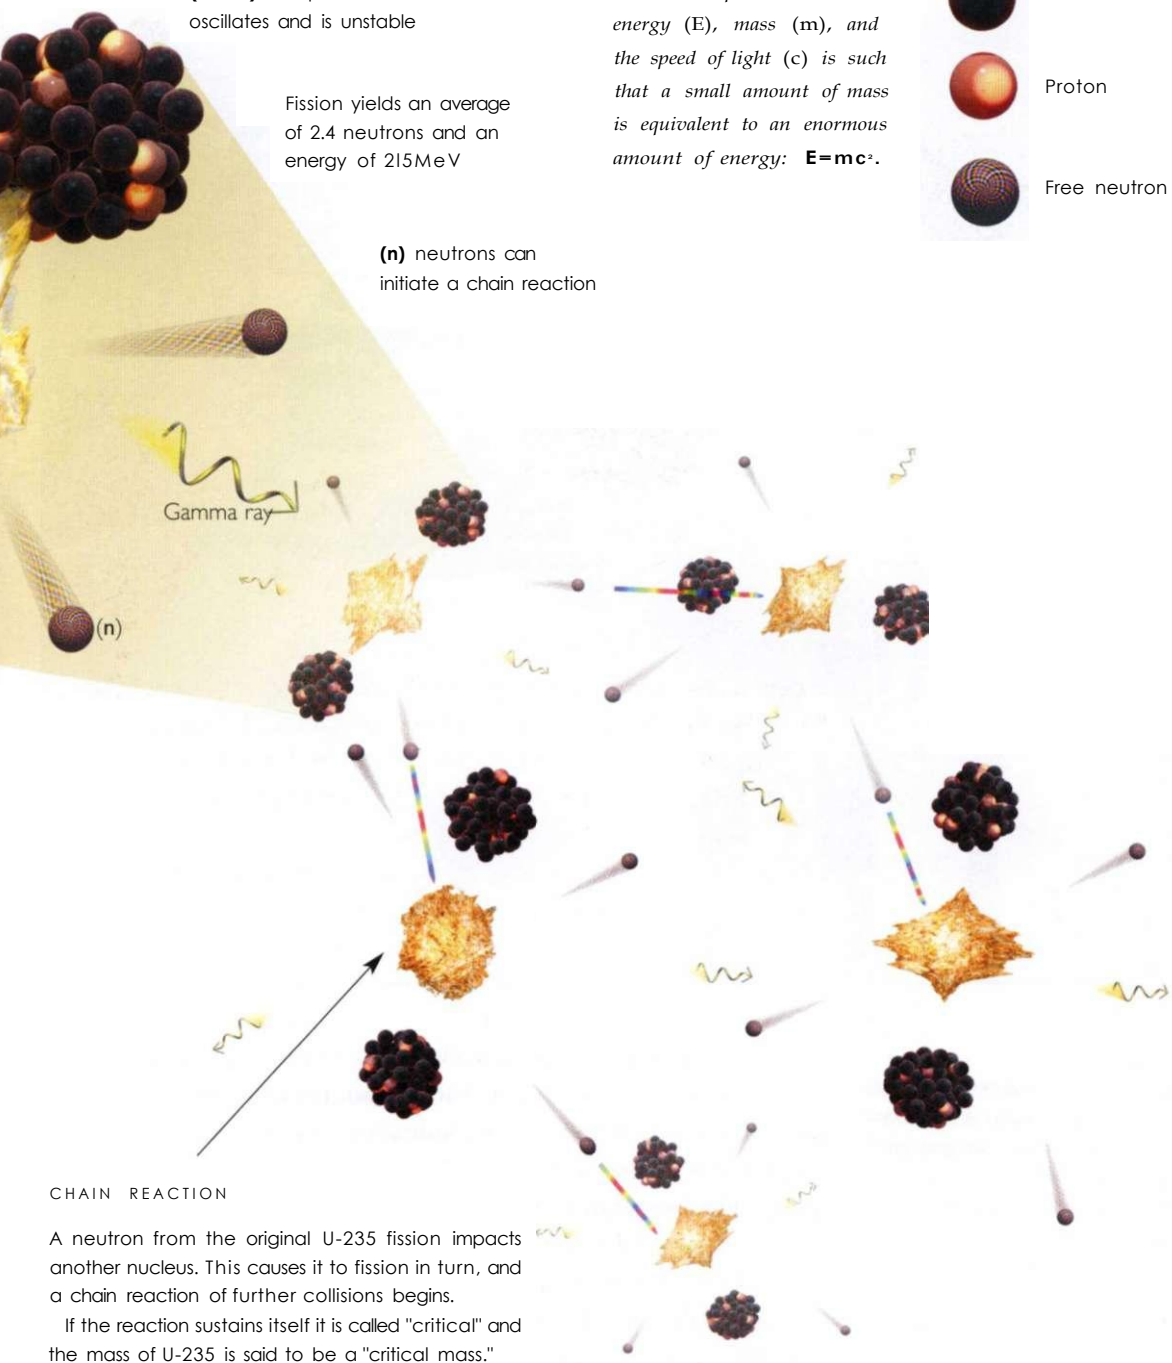 oscillates and is unstable
Fission yields an average
of 2.4 neutrons and an
energy of 2I5MeV
(n) neutrons can
initiate a chain reaction
energy (E), mass (m), and
the speed of light (c) is such
that a small amount of mass
is equivalent to an enormous
amount of energy: E=mc².
Proton
Free neutron
Gamma ray
(n)
CHAIN REACTION
A neutron from the original U-235 fission impacts
another nucleus. This causes it to fission in turn, and
a chain reaction of further collisions begins.
If the reaction sustains itself it is called "critical" and
the mass of U-235 is said to be a "critical mass."